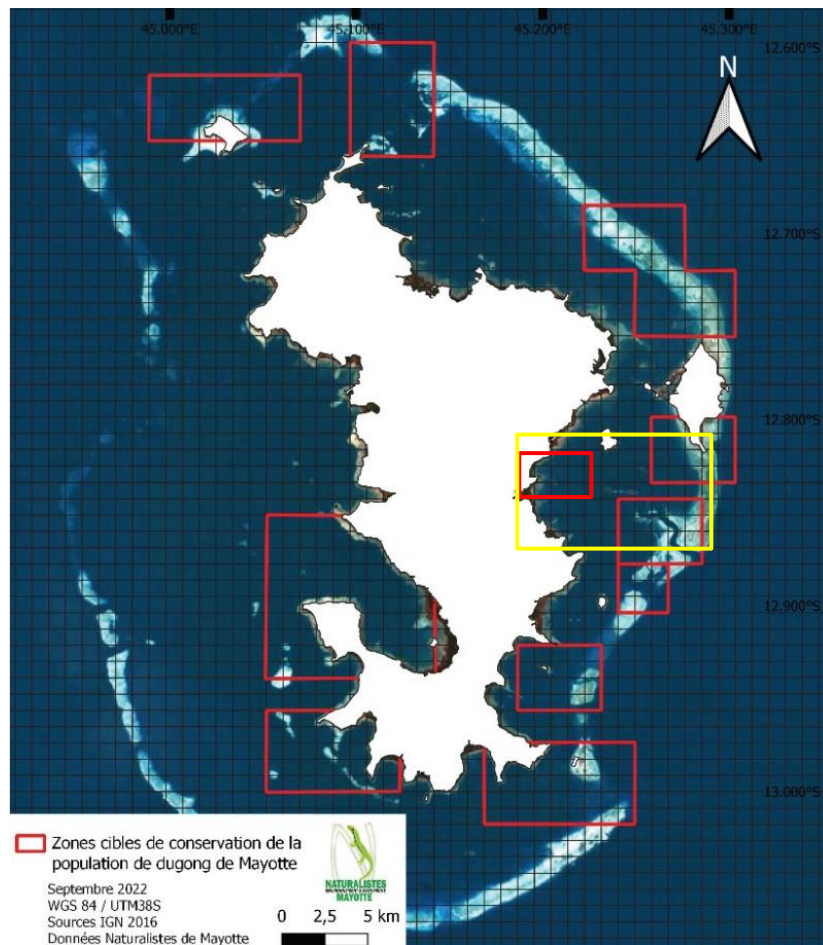 45.000°E 45.100°E 45.200°E 45.300°E
12.600°S
N
12.700°S
12.800°S
12.900°S
13.000°S
Zones cibles de conservation de la
population de dugong de Mayotte
Septembre 2022
WGS 84 / UTM38S
Sources IGN 2016
Données Naturalistes de Mayotte
NATURALISTES
MAYOTTE
0 2,5 5 km